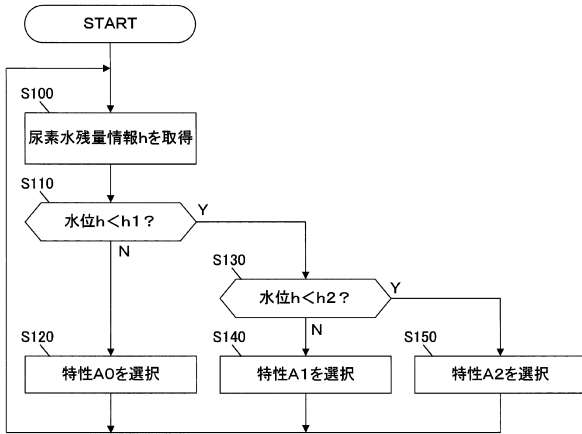 START
S100
尿素水残量情報hを取得
S110
水位h<h1?
Y
N
S130
水位h<h2?
Y
N
S120
特性A0を選択
S140
特性A1を選択
S150
特性A2を選択